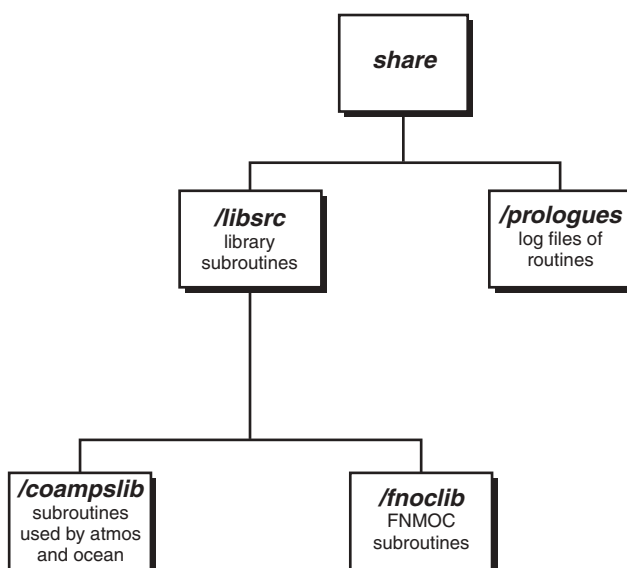 share
/libsrc
library
subroutines
/prologues
log files of
routines
/coampslib
subroutines
used by atmos
and ocean
/fnoclib
FNMOC
subroutines